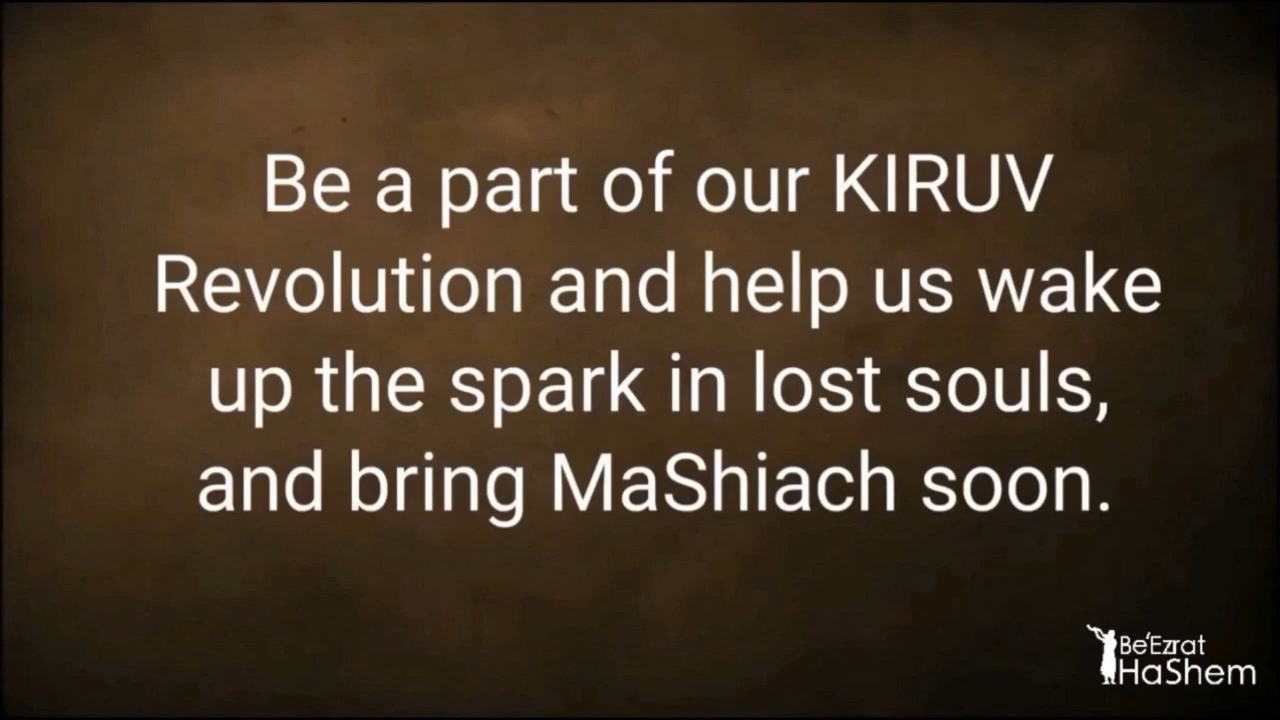 Be a part of our KIRUV
Revolution and help us wake
up the spark in lost souls,
and bring MaShiach soon.
Be'Ezrat
HaShem